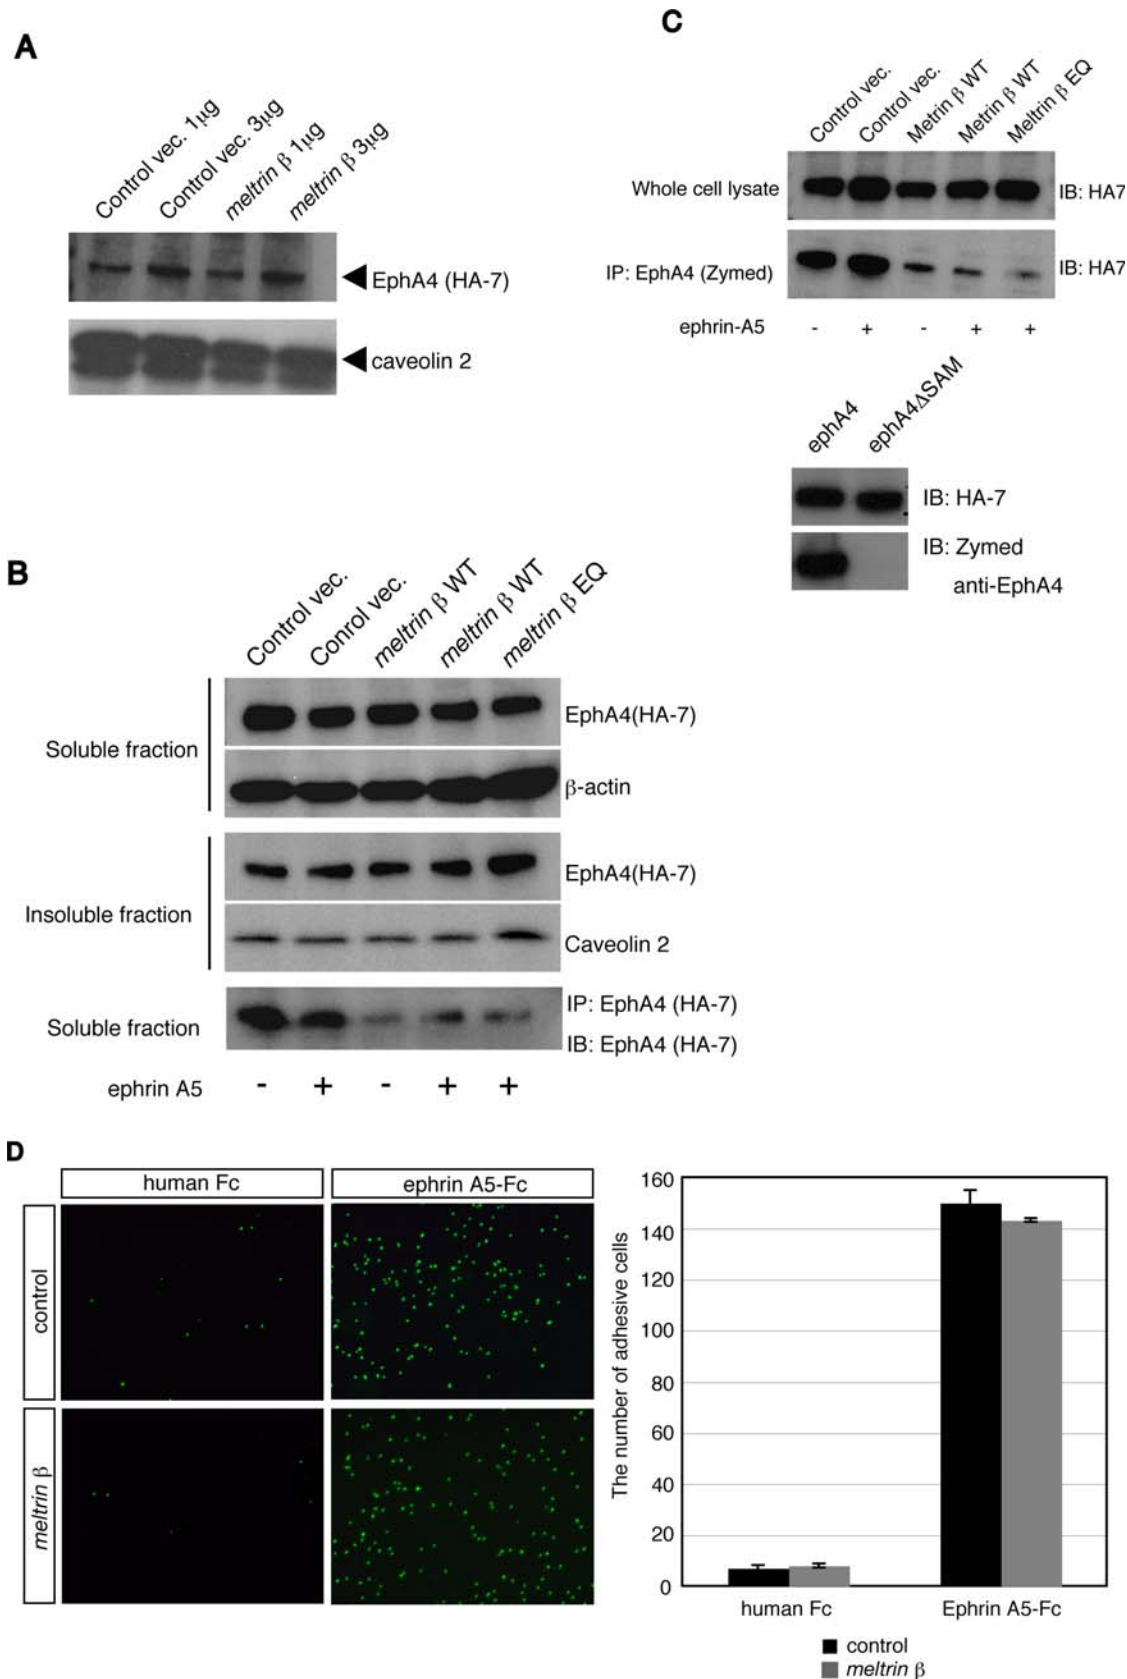 A
Control vec. 1µg
Control vec. 3µg
meltrin β 1µg
meltrin β 3µg
EphA4 (HA-7)
caveolin 2
C
Control vec.
Control vec.
Metrin β WT
Metrin β WT
Meltrin β EQ
Whole cell lysate
IB: HA7
IP: EphA4 (Zymed)
IB: HA7
ephrin-A5
- + - + +
ephA4
ephA4ΔSAM
IB: HA-7
IB: Zymed
anti-EphA4
B
Control vec.
Conrol vec.
meltrin β WT
meltrin β WT
meltrin β EQ
Soluble fraction
EphA4(HA-7)
β-actin
Insoluble fraction
EphA4(HA-7)
Caveolin 2
Soluble fraction
IP: EphA4 (HA-7)
IB: EphA4 (HA-7)
ephrin A5
- + - + +
D
human Fc
ephrin A5-Fc
control
meltrin β
The number of adhesive cells
160
140
120
100
80
60
40
20
0
human Fc
Ephrin A5-Fc
control
meltrin β